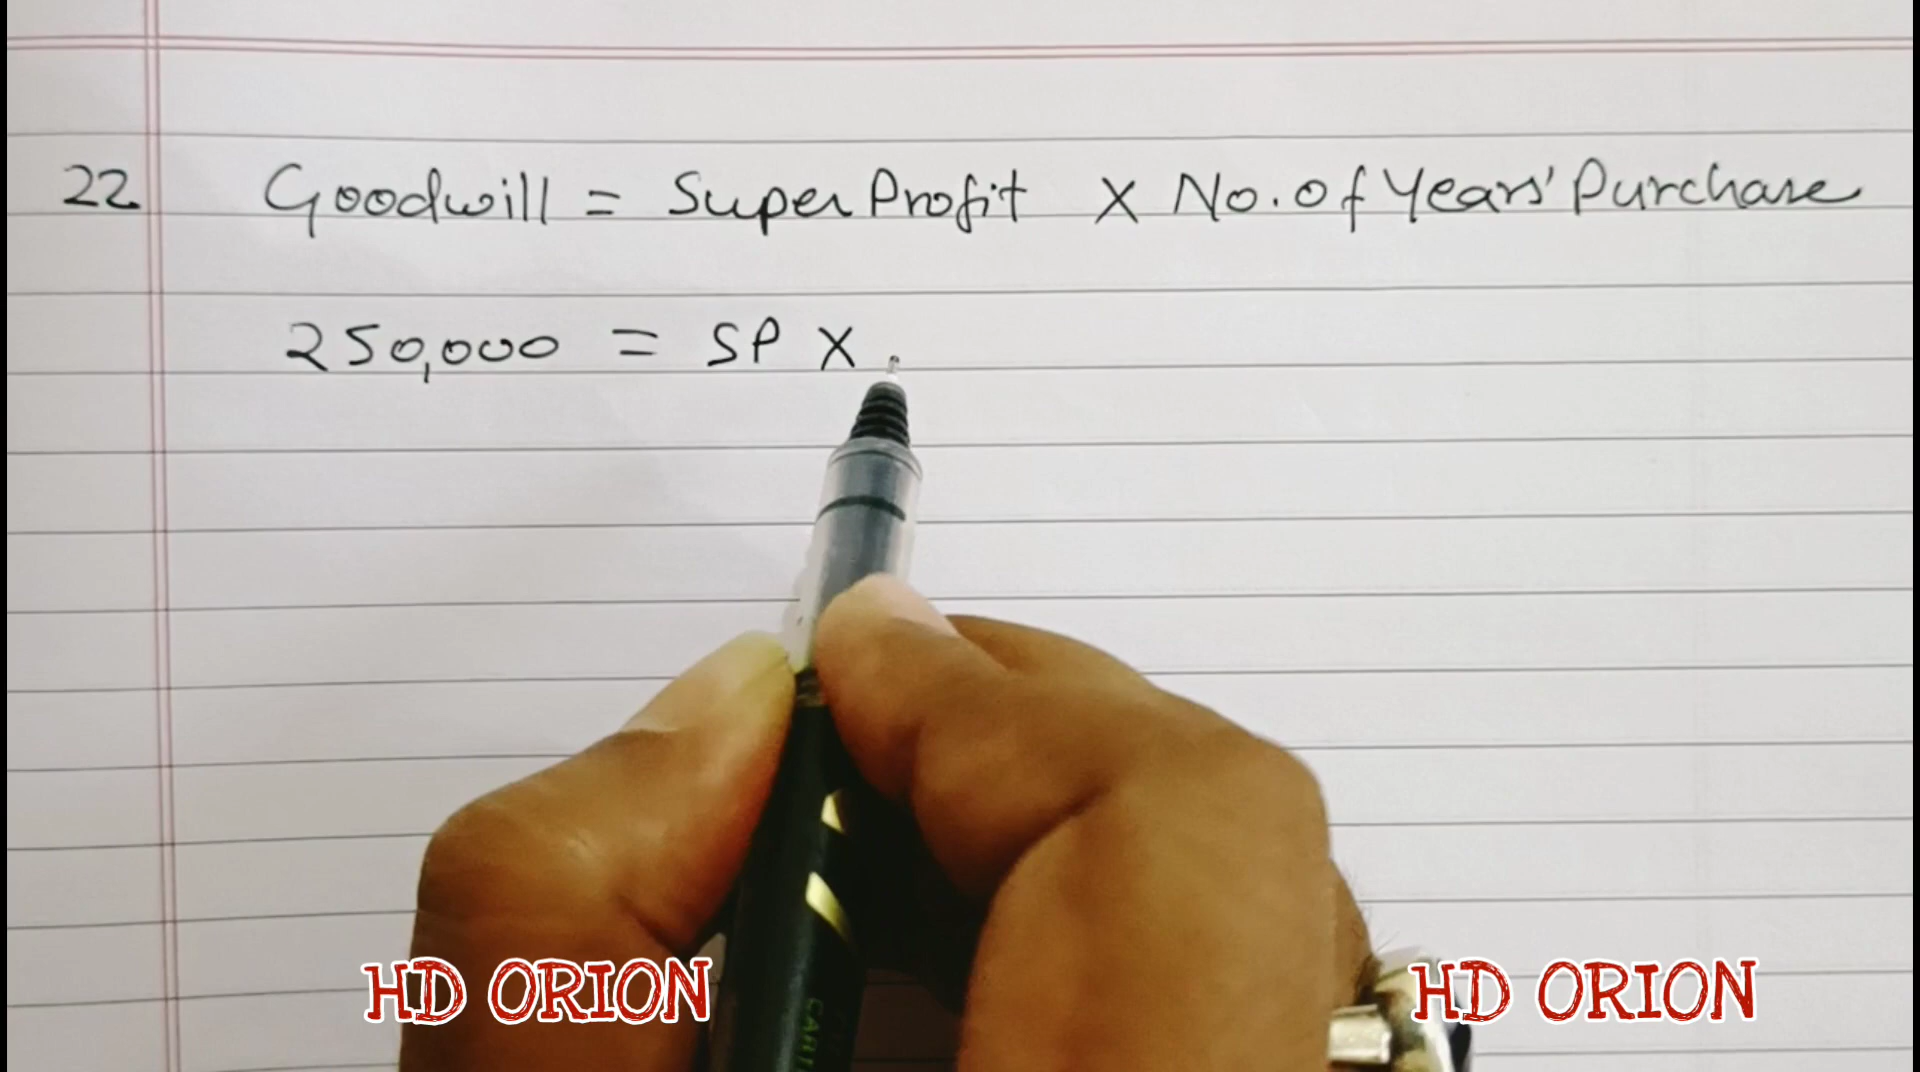 22. Goodwill = Super Profit X No. of Years' Purchase
250,000 = SP X
HD ORION HD ORION